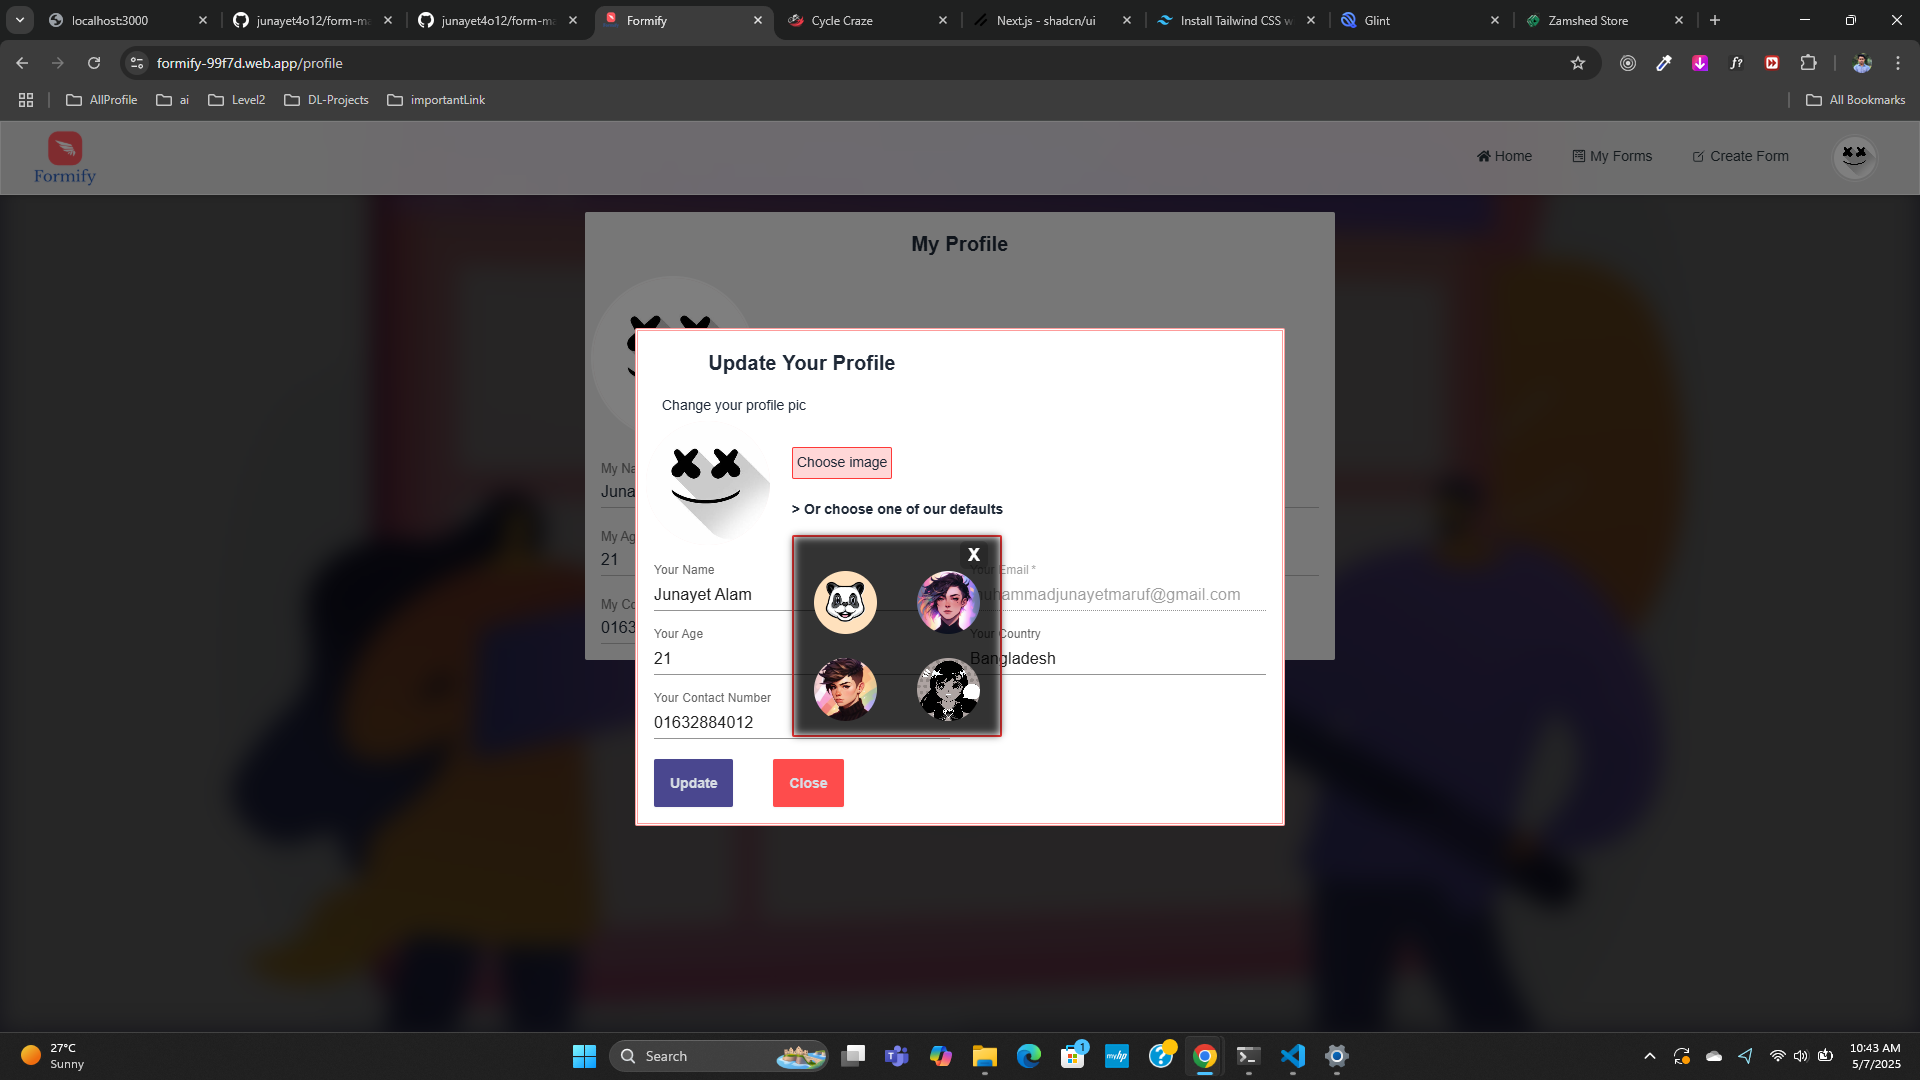 localhost:3000
junayet4o12/form-ma
junayet4o12/form-ma
Formify
Cycle Craze
Next.js - shadcn/ui
Install Tailwind CSS w
Glint
Zamshed Store
formify-99f7d.web.app/profile
AllProfile
ai
Level2
DL-Projects
importantLink
All Bookmarks
Formify
Home
My Forms
Create Form
My Profile
Update Your Profile
Change your profile pic
Choose image
> Or choose one of our defaults
X
My Na
Juna
My Ag
21
My Co
0163
Your Name
Junayet Alam
Your Email *
muhammadjunayetmaruf@gmail.com
Your Age
21
Your Country
Bangladesh
Your Contact Number
01632884012
Update
Close
27°C
Sunny
Search
1
10:43 AM
5/7/2025